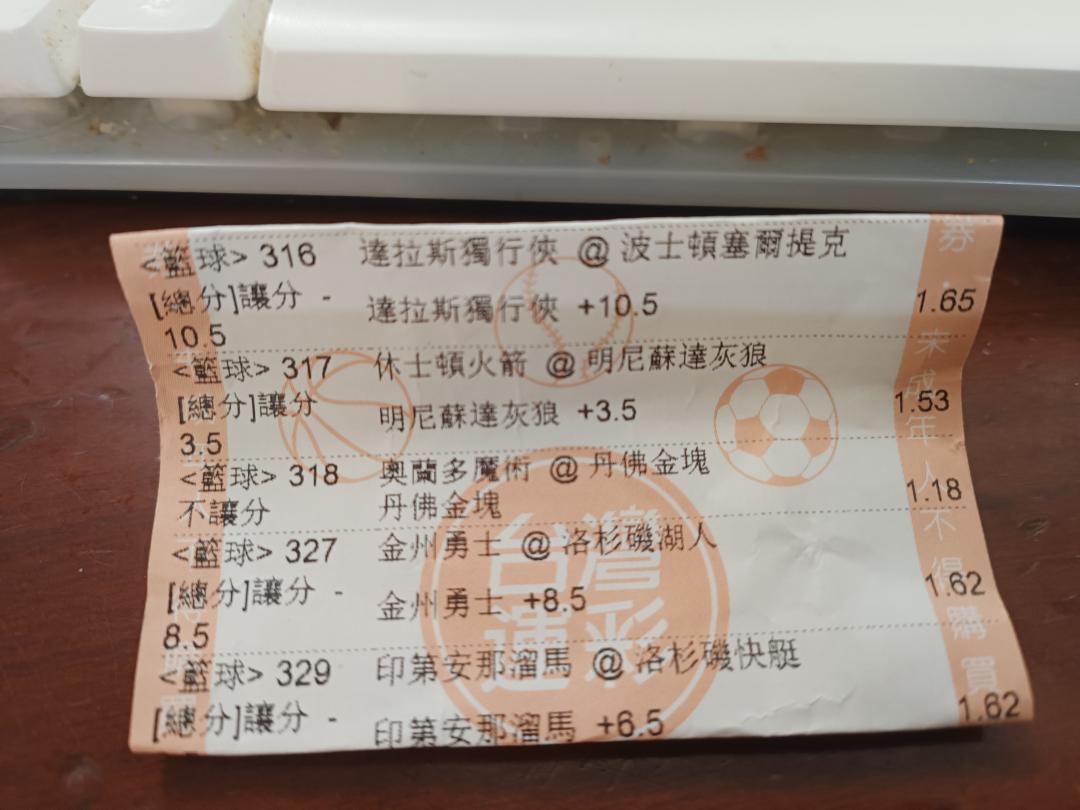 <籃球> 316 達拉斯獨行俠 @ 波士頓塞爾提克
[總分]讓分 - 達拉斯獨行俠 +10.5 1.65
10.5
<籃球> 317 休士頓火箭 @ 明尼蘇達灰狼
[總分]讓分 明尼蘇達灰狼 +3.5 1.53
3.5
<籃球> 318 奧蘭多魔術 @ 丹佛金塊
不讓分 丹佛金塊 1.18
<籃球> 327 金州勇士 @ 洛杉磯湖人
[總分]讓分 - 金州勇士 +8.5 1.62
8.5
<籃球> 329 印第安那溜馬 @ 洛杉磯快艇
[總分]讓分 - 印第安那溜馬 +6.5 1.62
台灣
運彩
券·未成年人不得購買